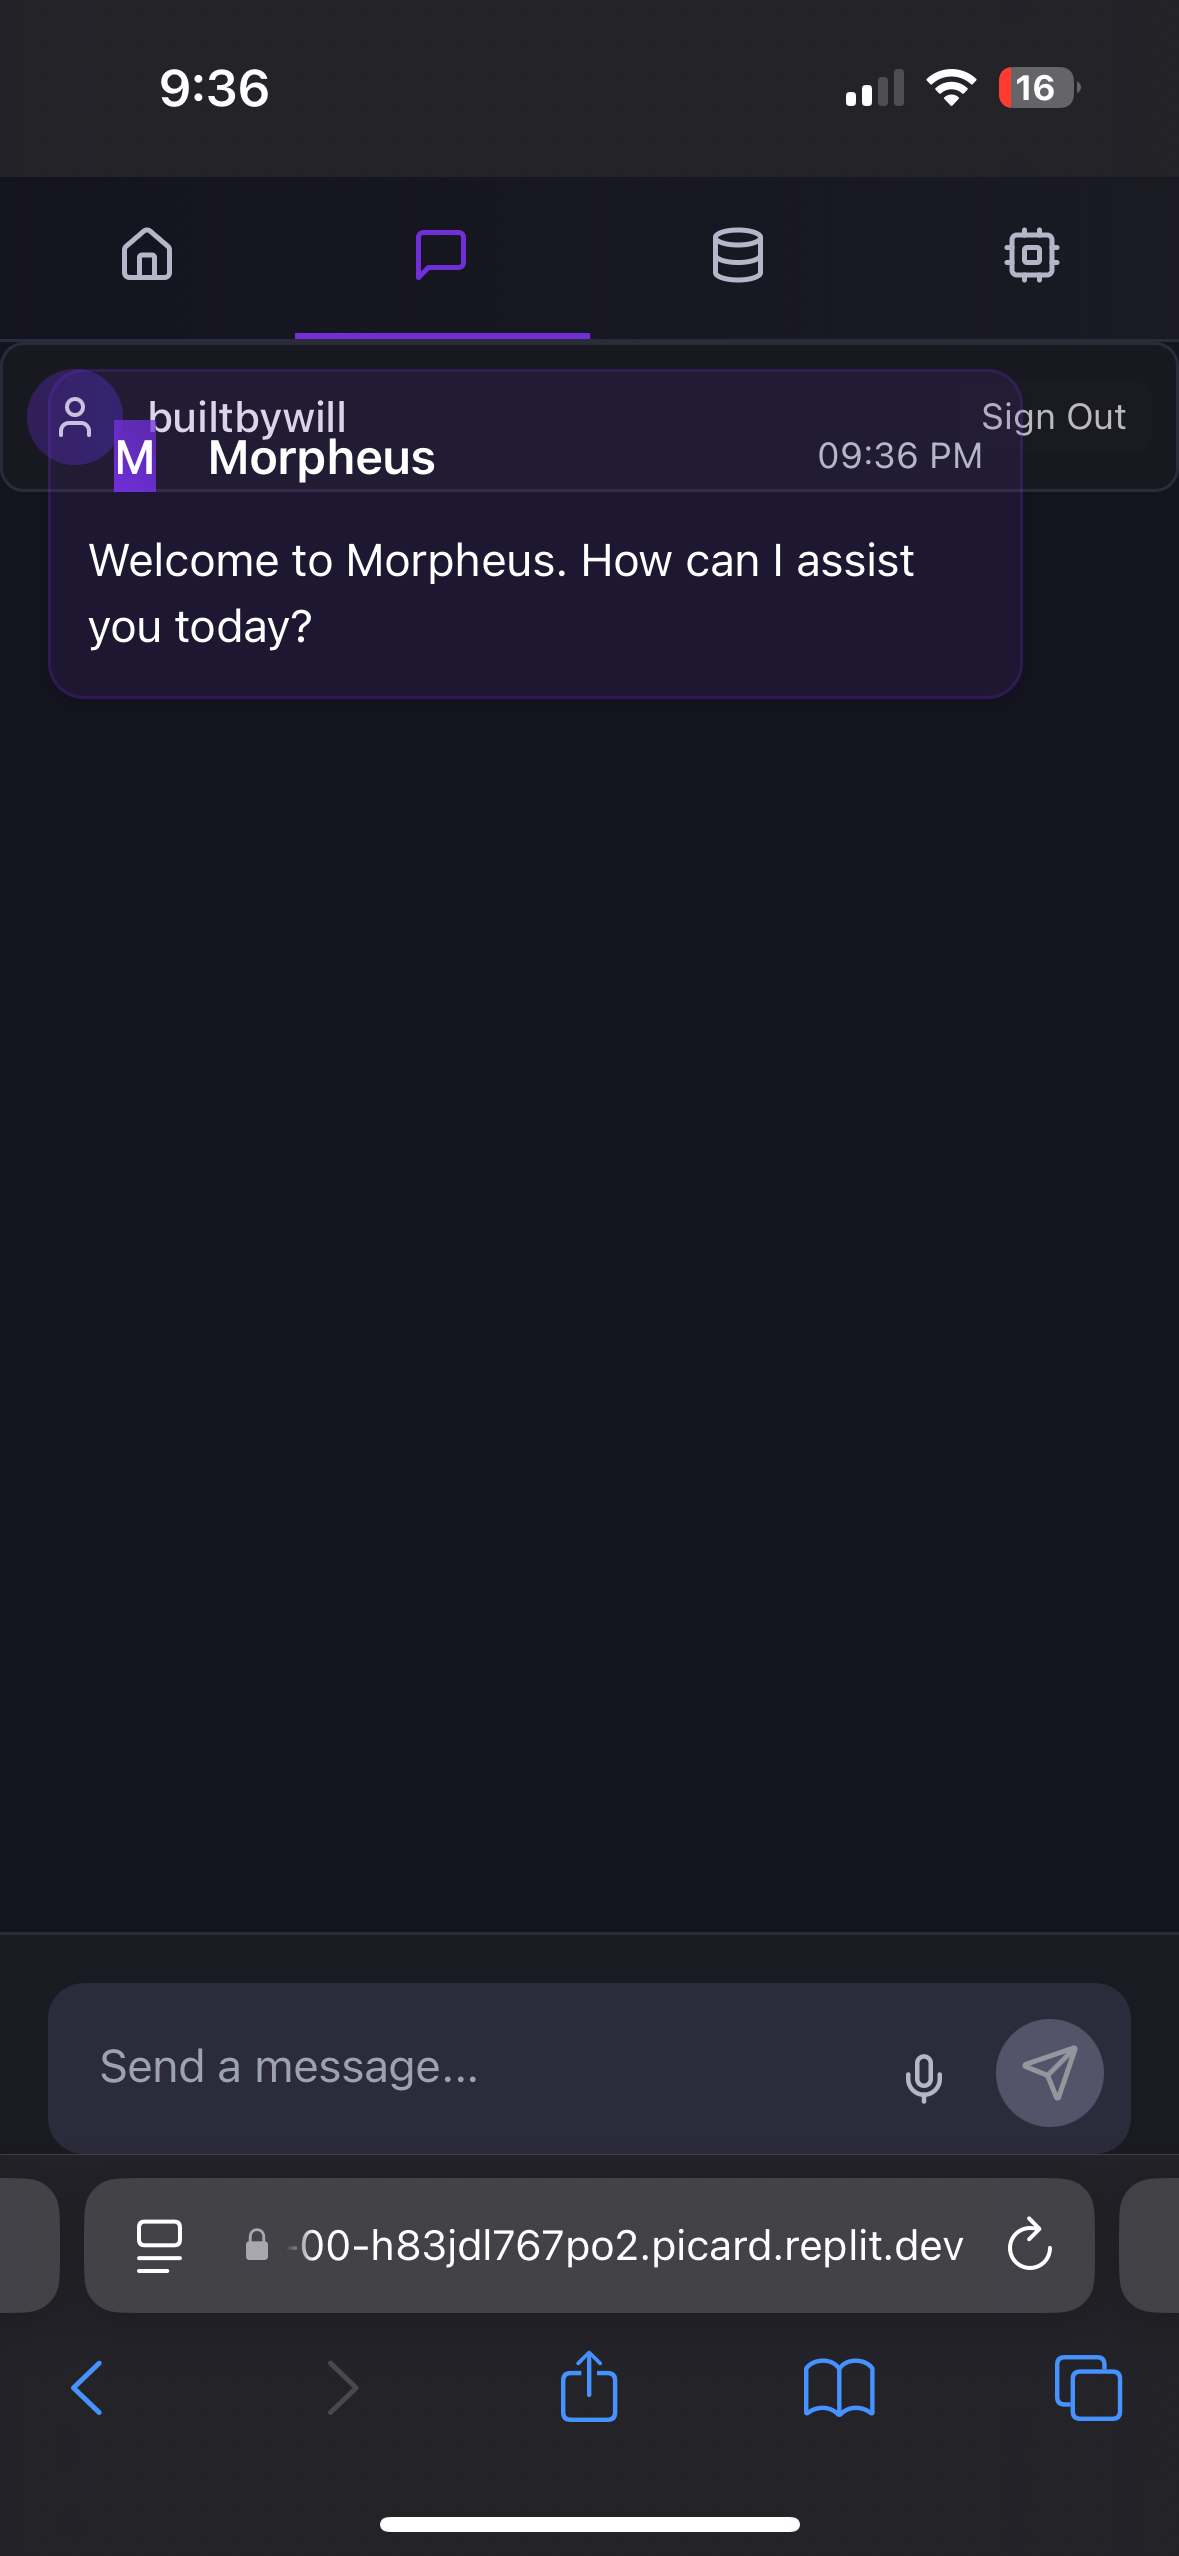 9:36
16
builtbywill
Sign Out
M Morpheus
09:36 PM
Welcome to Morpheus. How can I assist
you today?
Send a message...
-00-h83jdl767po2.picard.replit.dev